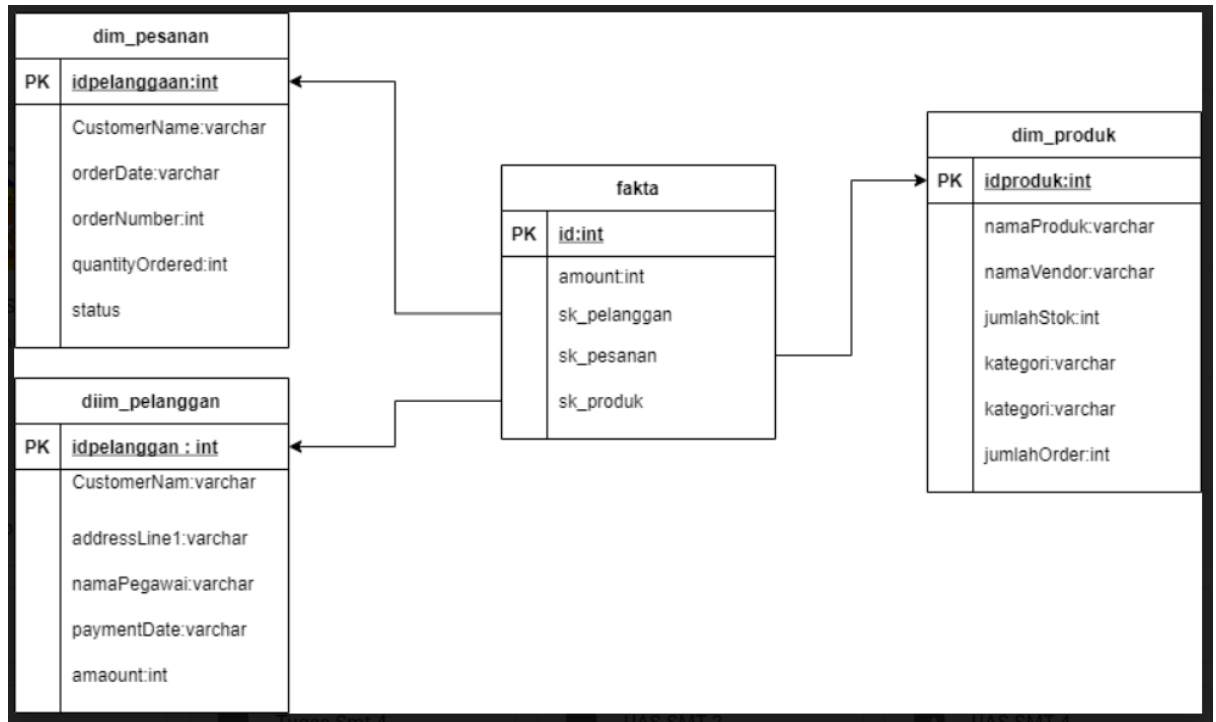 dim_pesanan
PK idpelanggaan:int
CustomerName:varchar
orderDate:varchar
orderNumber:int
quantityOrdered:int
status
diim_pelanggan
PK idpelanggan : int
CustomerNam:varchar
addressLine1:varchar
namaPegawai:varchar
paymentDate:varchar
amaount:int
fakta
PK id:int
amount:int
sk_pelanggan
sk_pesanan
sk_produk
dim_produk
PK idproduk:int
namaProduk:varchar
namaVendor:varchar
jumlahStok:int
kategori:varchar
kategori:varchar
jumlahOrder:int